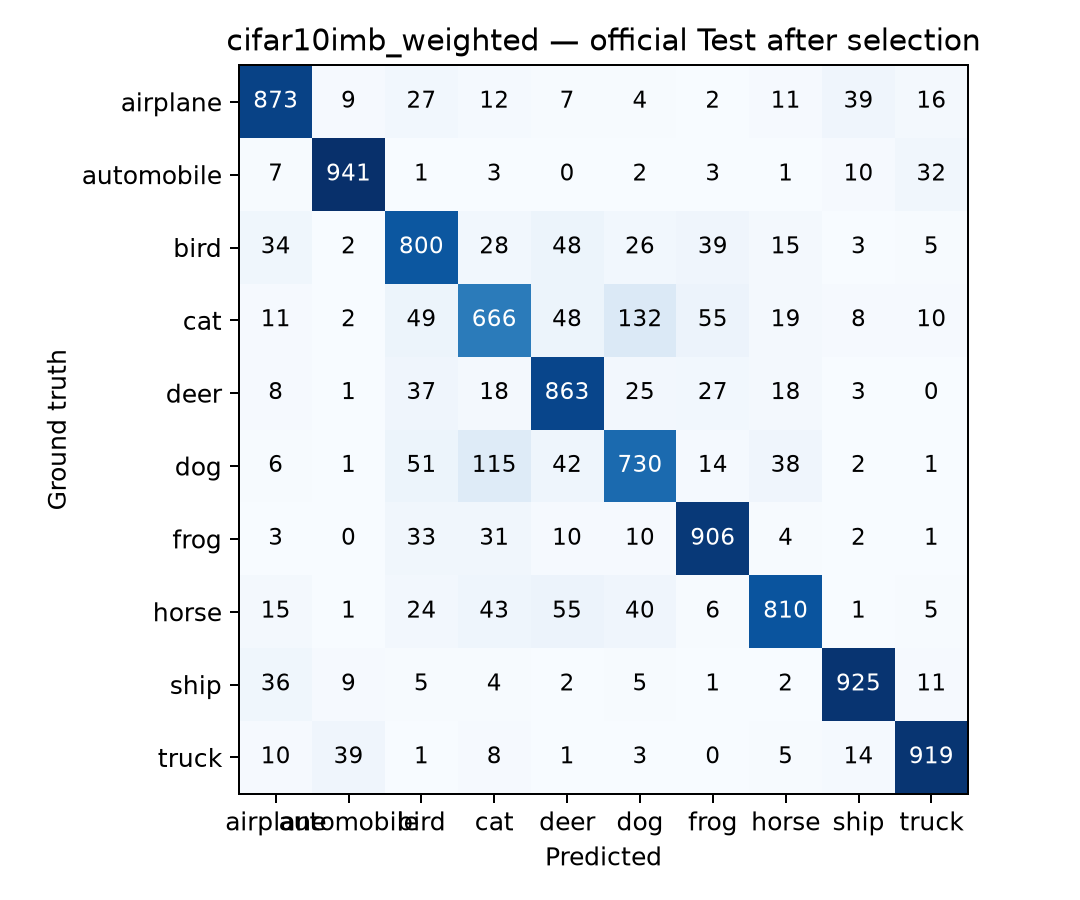 cifar10imb_weighted — official Test after selection
airplane 873 9 27 12 7 4 2 11 39 16
automobile 7 941 1 3 0 2 3 1 10 32
bird 34 2 800 28 48 26 39 15 3 5
cat 11 2 49 666 48 132 55 19 8 10
deer 8 1 37 18 863 25 27 18 3 0
dog 6 1 51 115 42 730 14 38 2 1
frog 3 0 33 31 10 10 906 4 2 1
horse 15 1 24 43 55 40 6 810 1 5
ship 36 9 5 4 2 5 1 2 925 11
truck 10 39 1 8 1 3 0 5 14 919
Ground truth
airplane automobile bird cat deer dog frog horse ship truck
Predicted